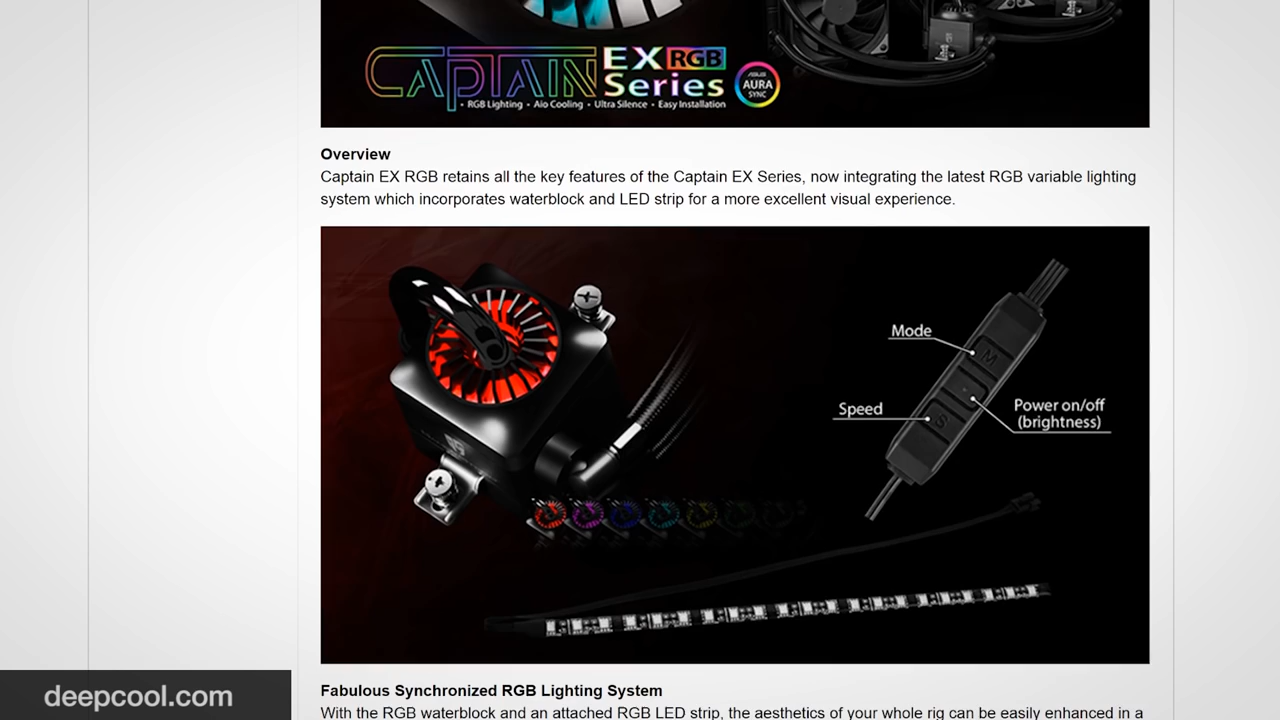 CAPTAIN EX RGB
Series
• RGB Lighting • Aio Cooling • Ultra Silence • Easy Installation
ASUS
AURA
SYNC
Overview
Captain EX RGB retains all the key features of the Captain EX Series, now integrating the latest RGB variable lighting
system which incorporates waterblock and LED strip for a more excellent visual experience.
Mode
M
Speed
S
Power on/off
(brightness)
deepcool.com
Fabulous Synchronized RGB Lighting System
With the RGB waterblock and an attached RGB LED strip, the aesthetics of your whole rig can be easily enhanced in a